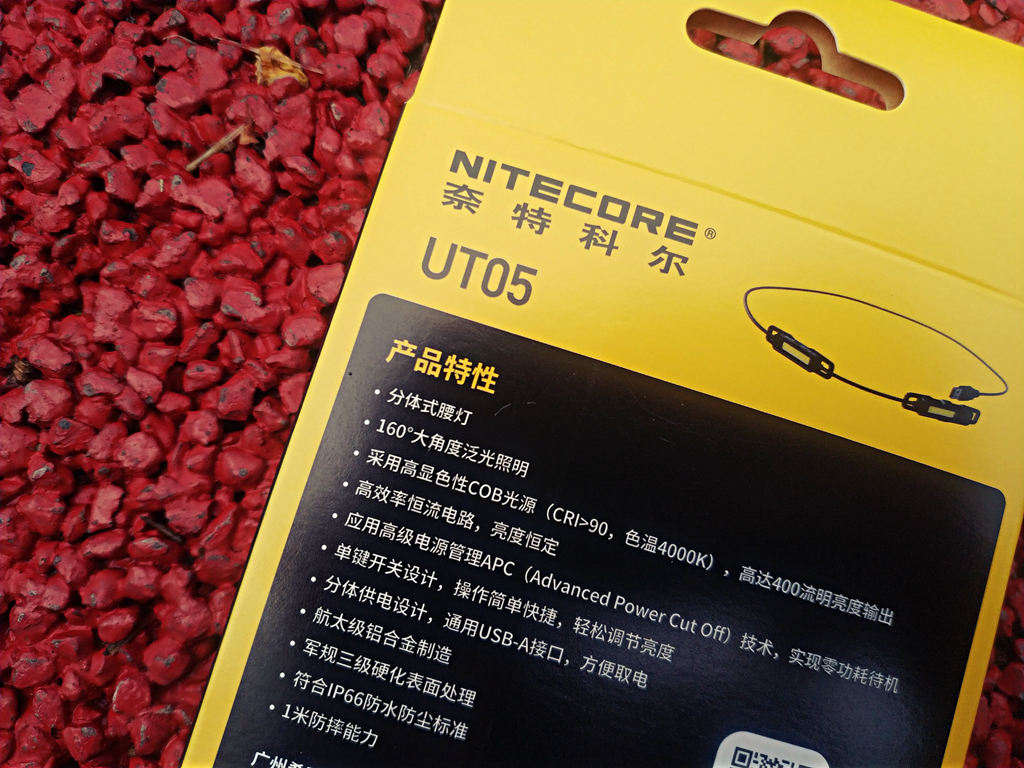 NITECORE®
奈特科尔
UT05
产品特性
• 分体式腰灯
• 160°大角度泛光照明
• 采用高显色性COB光源（CRI>90，色温4000K），高达400流明亮度输出
• 高效率恒流电路，亮度恒定
• 应用高级电源管理APC（Advanced Power Cut Off）技术，实现零功耗待机
• 单键开关设计，操作简单快捷，轻松调节亮度
• 分体供电设计，通用USB-A接口，方便取电
• 航太级铝合金制造
• 军规三级硬化表面处理
• 符合IP66防水防尘标准
• 1米防摔能力
广州